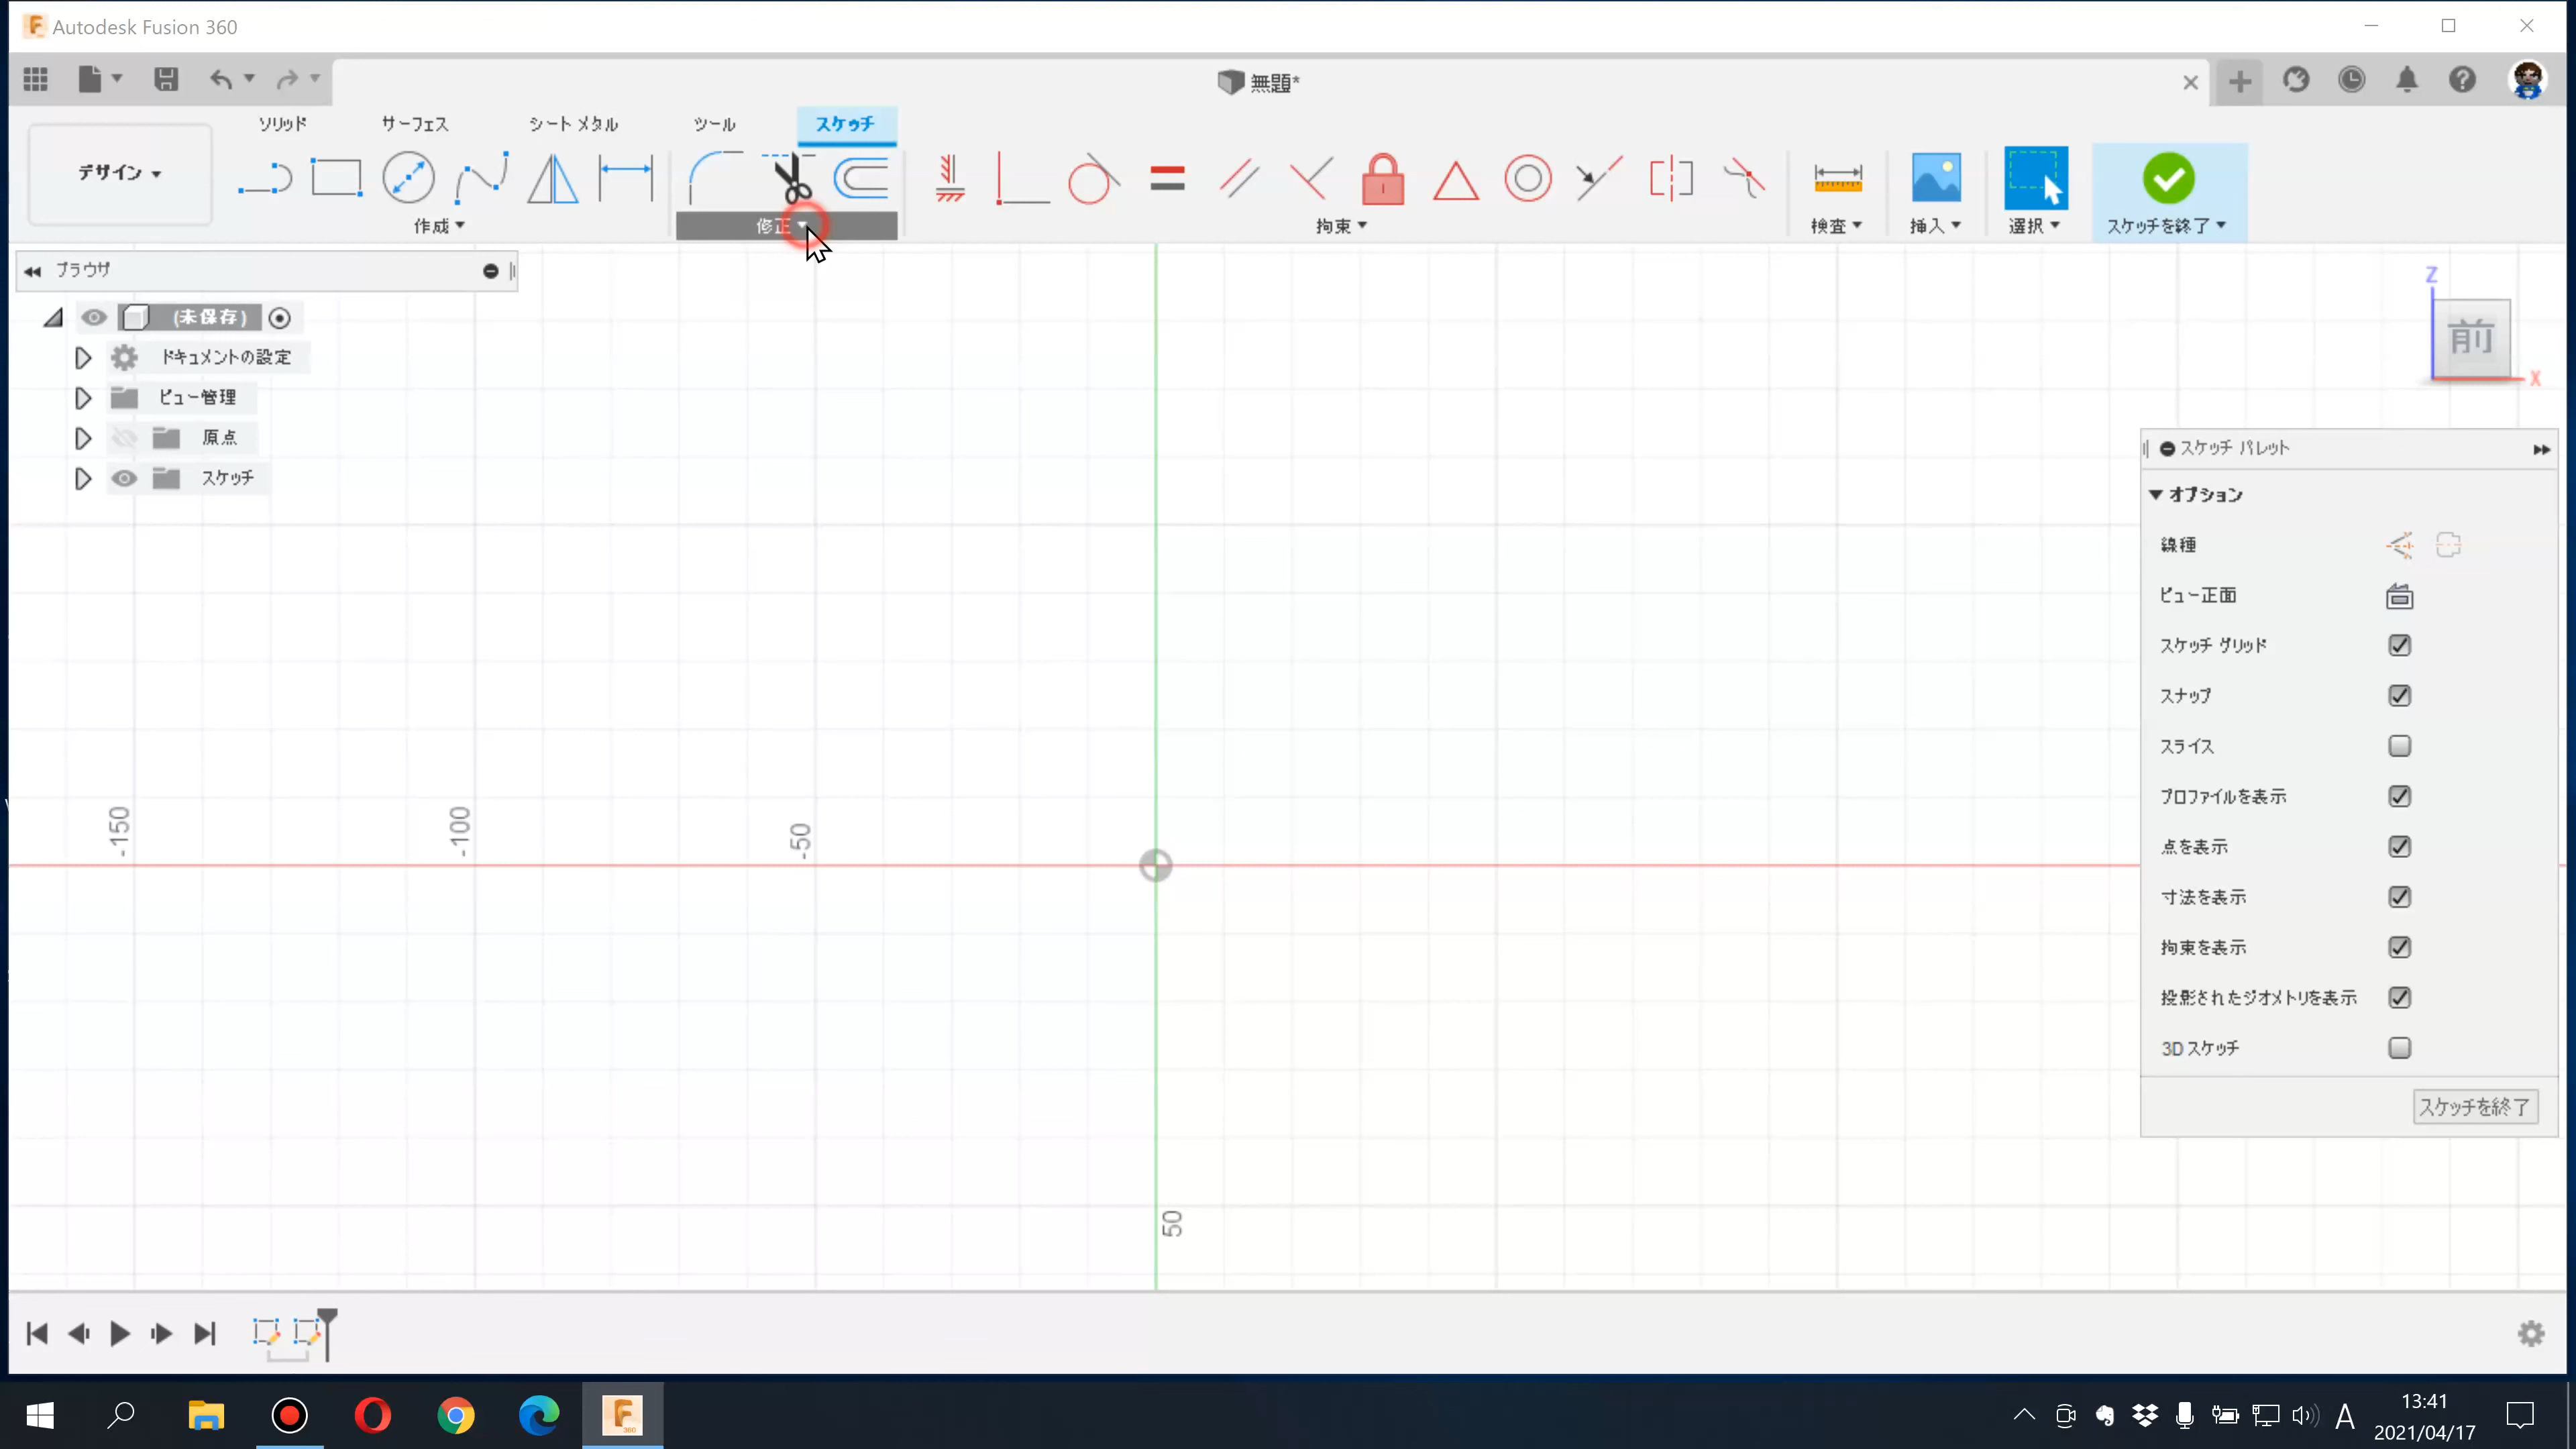 Autodesk Fusion 360
無題*
ソリッド サーフェス シート メタル ツール スケッチ
デザイン
作成 修正 拘束 検査 挿入 選択 スケッチを終了
ブラウザ
(未保存)
ドキュメントの設定
ビュー管理
原点
スケッチ
Z
前
X
スケッチ パレット
オプション
線種
ビュー正面
スケッチ グリッド
スナップ
スライス
プロファイルを表示
点を表示
寸法を表示
拘束を表示
投影されたジオメトリを表示
3D スケッチ
スケッチを終了
-150
-100
-50
50
360
A
13:41
2021/04/17